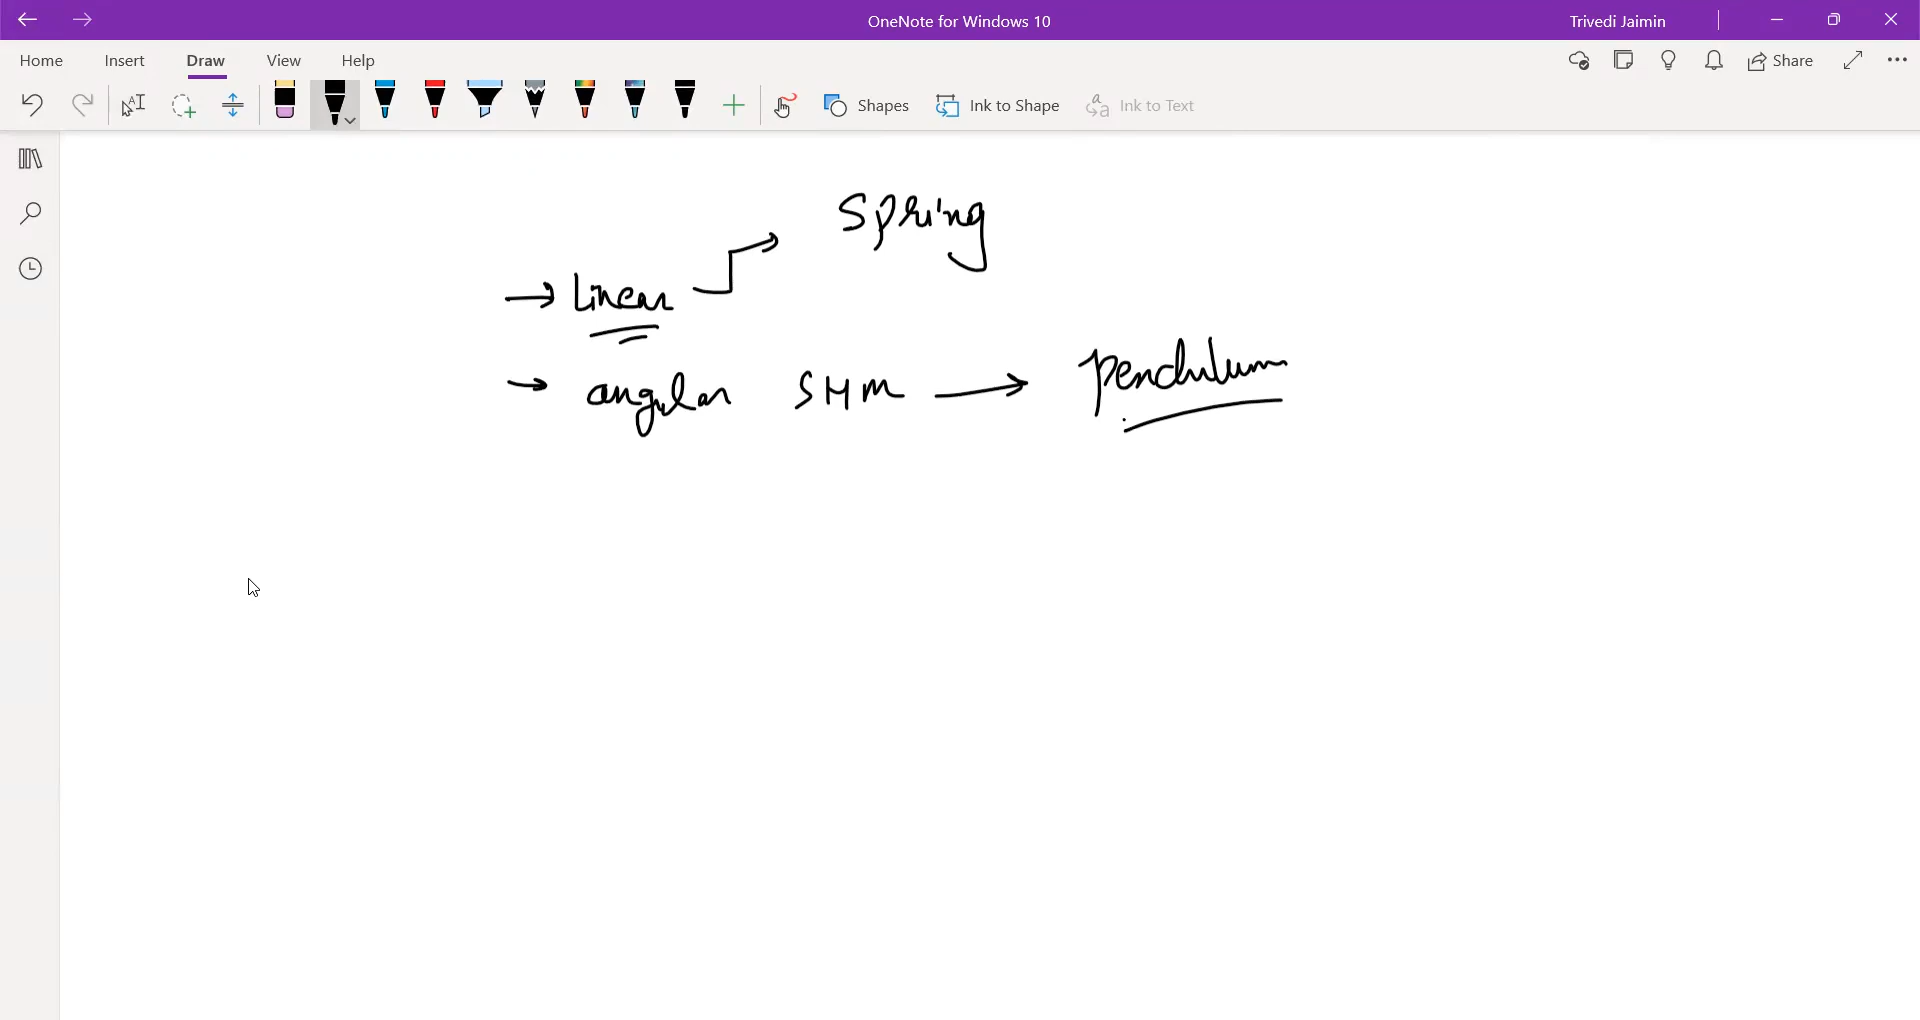 OneNote for Windows 10
Trivedi Jaimin
Home Insert Draw View Help
Share
AI
Shapes
Ink to Shape
a Ink to Text
Spring
→ Linear →
→ angular SHM → pendulum